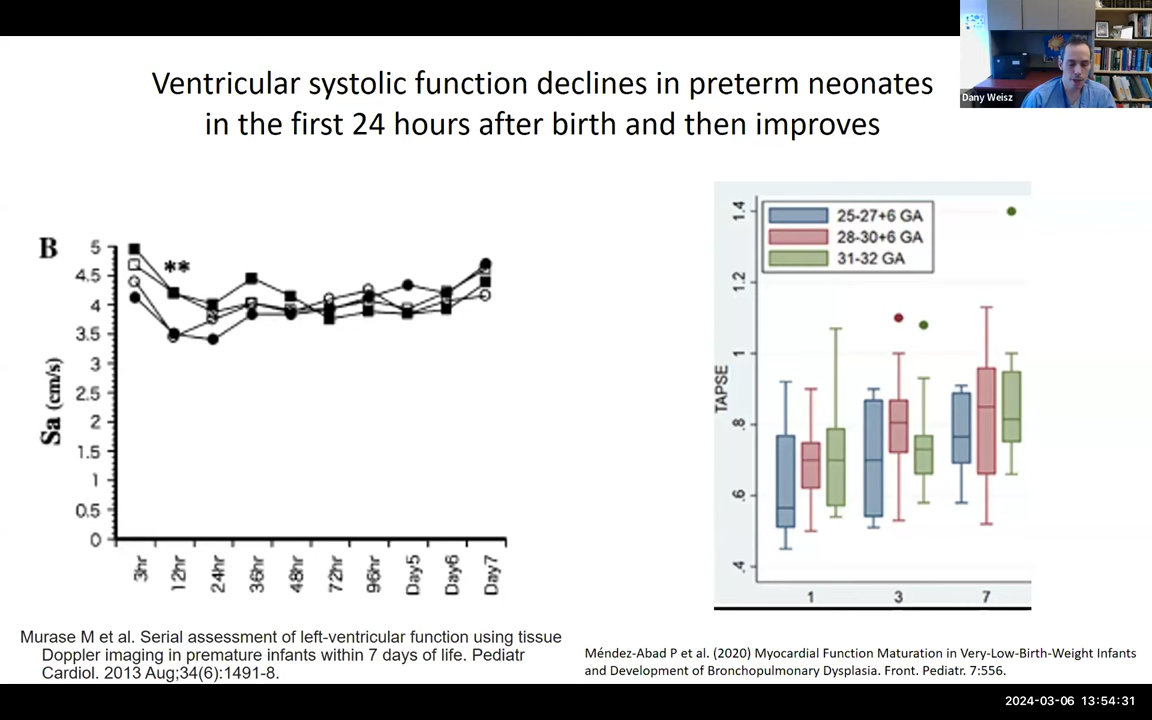 Dany Weisz
Ventricular systolic function declines in preterm neonates
in the first 24 hours after birth and then improves
B
**
Sa (cm/s)
5
4.5
4
3.5
3
2.5
2
1.5
1
0.5
0
3hr
12hr
24hr
36hr
48hr
72hr
96hr
Day5
Day6
Day7
25-27+6 GA
28-30+6 GA
31-32 GA
TAPSE
1.4
1.2
1
.8
.6
.4
1 3 7
Murase M et al. Serial assessment of left-ventricular function using tissue
Doppler imaging in premature infants within 7 days of life. Pediatr
Cardiol. 2013 Aug;34(6):1491-8.
Méndez-Abad P et al. (2020) Myocardial Function Maturation in Very-Low-Birth-Weight Infants
and Development of Bronchopulmonary Dysplasia. Front. Pediatr. 7:556.
2024-03-06 13:54:31